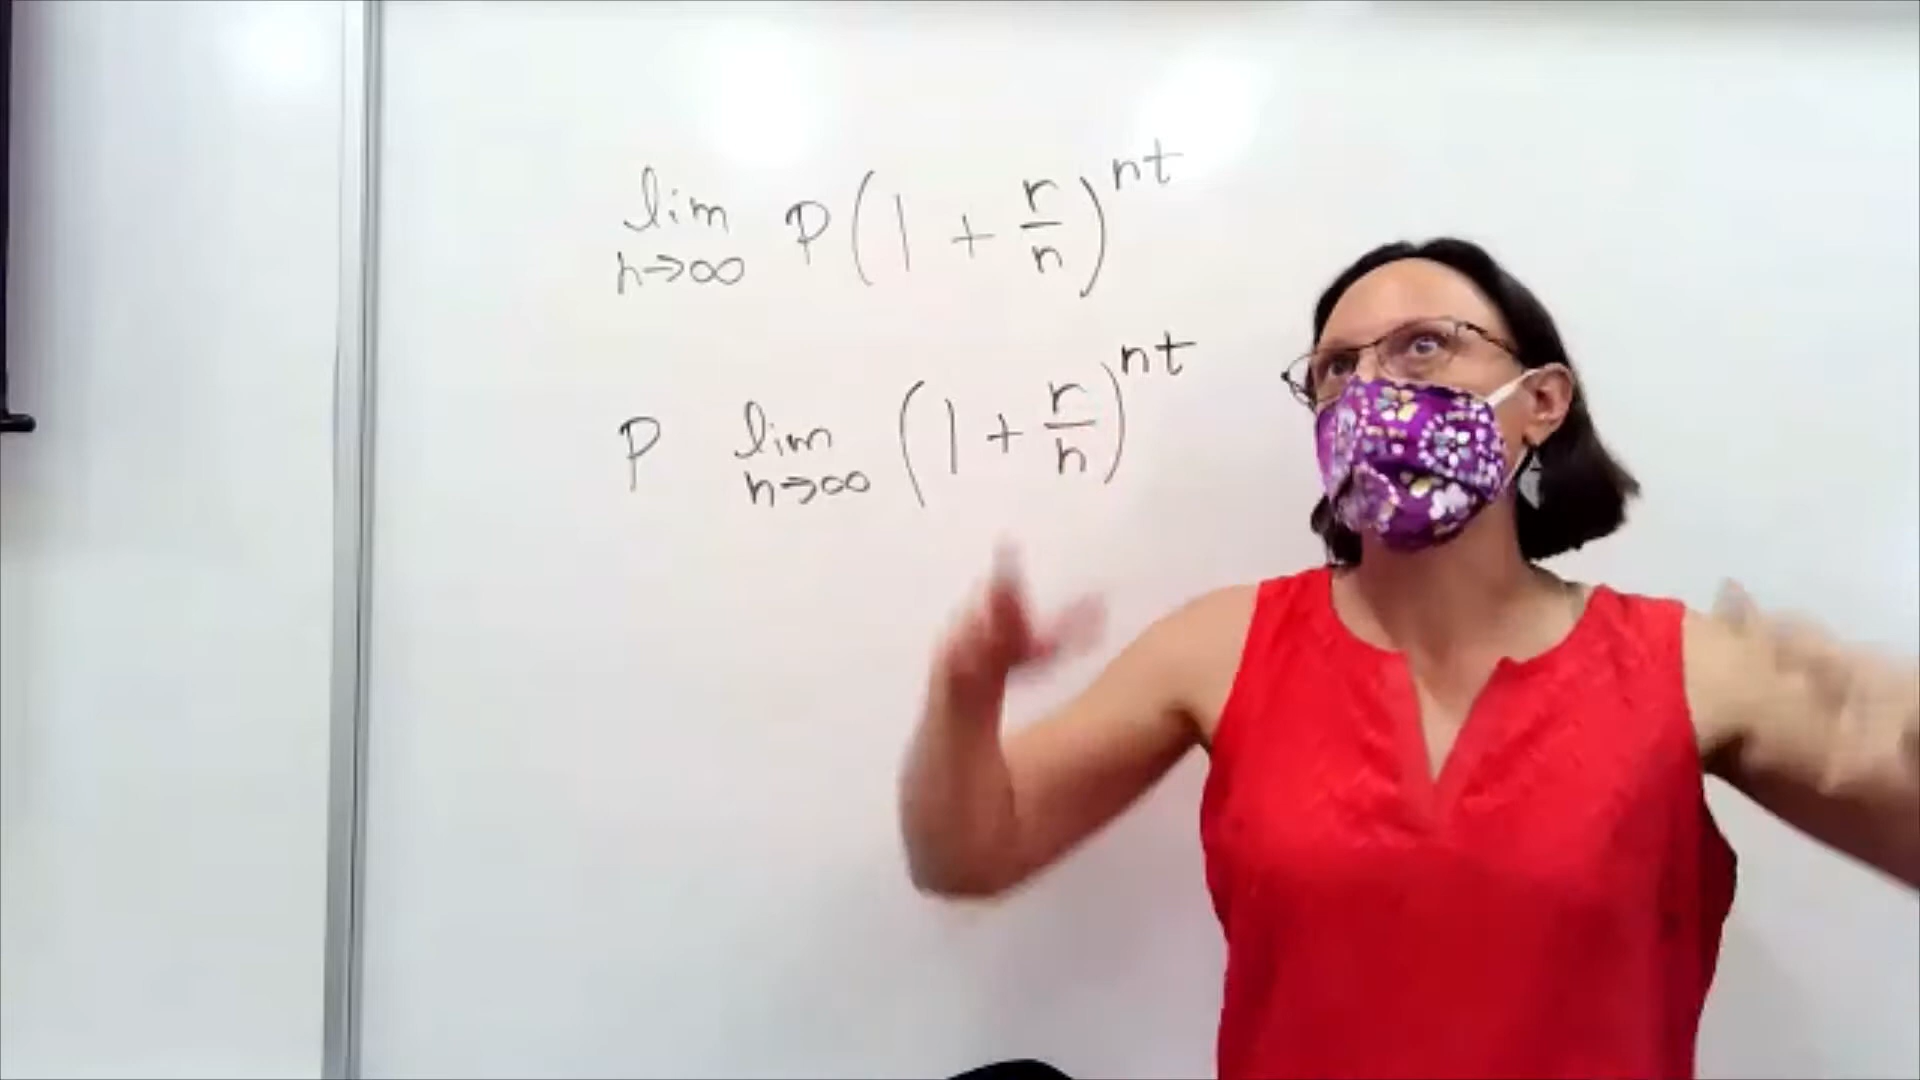 lim n→∞ P(1 + r/n)^nt
P lim n→∞ (1 + r/n)^nt